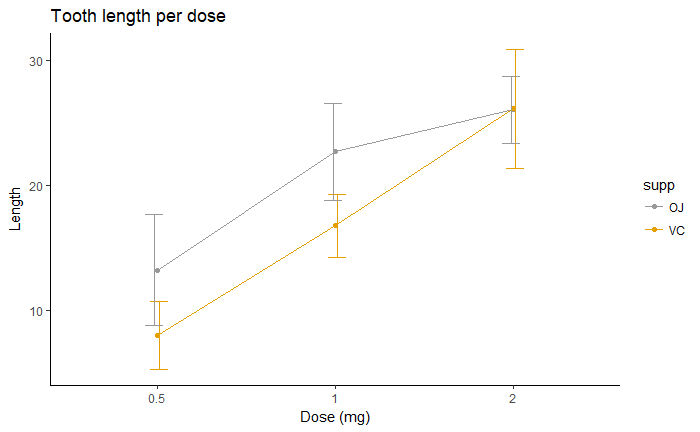 Tooth length per dose
30
20
10
Length
0.5
1
2
Dose (mg)
supp
OJ
VC